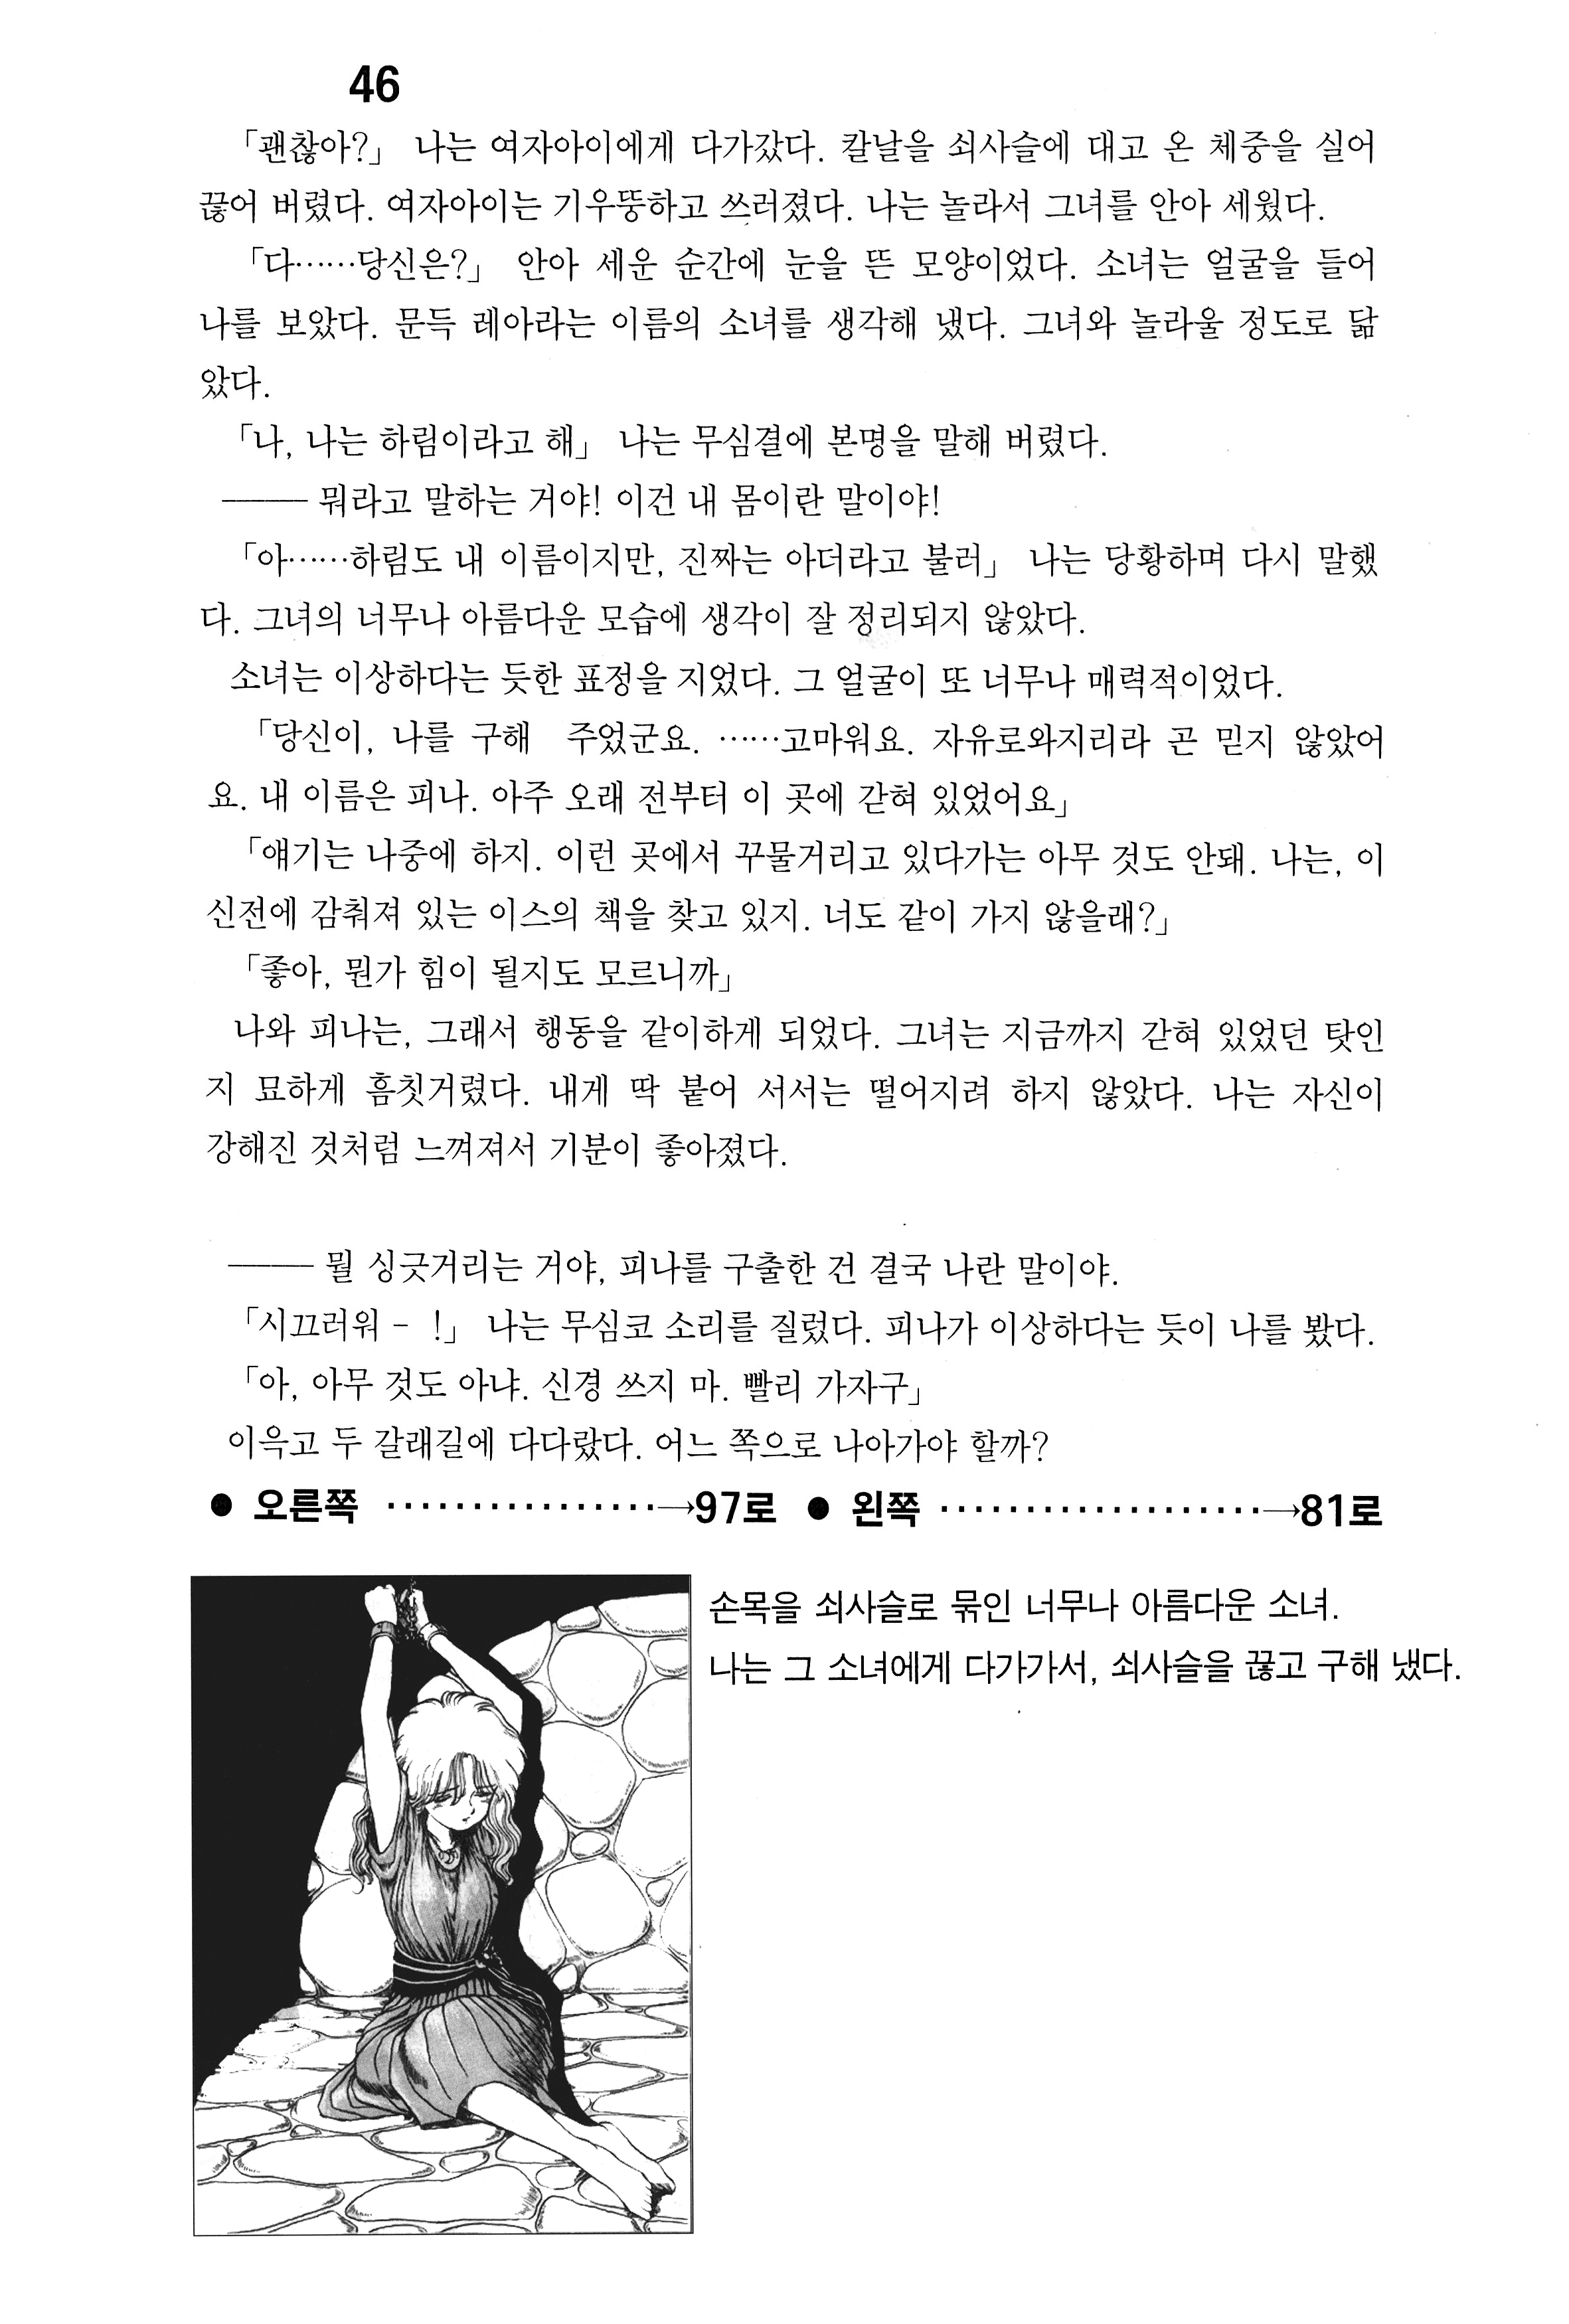 46
「괜찮아?」 나는 여자아이에게 다가갔다. 칼날을 쇠사슬에 대고 온 체중을 실어
끊어 버렸다. 여자아이는 기우뚱하고 쓰러졌다. 나는 놀라서 그녀를 안아 세웠다.
「다……당신은?」 안아 세운 순간에 눈을 뜬 모양이었다. 소녀는 얼굴을 들어
나를 보았다. 문득 레아라는 이름의 소녀를 생각해 냈다. 그녀와 놀라울 정도로 닮
았다.
「나, 나는 하림이라고 해」 나는 무심결에 본명을 말해 버렸다.
――― 뭐라고 말하는 거야! 이건 내 몸이란 말이야!
「아……하림도 내 이름이지만, 진짜는 아더라고 불러」 나는 당황하며 다시 말했
다. 그녀의 너무나 아름다운 모습에 생각이 잘 정리되지 않았다.
소녀는 이상하다는 듯한 표정을 지었다. 그 얼굴이 또 너무나 매력적이었다.
「당신이, 나를 구해 주었군요. ……고마워요. 자유로와지리라 곤 믿지 않았어
요. 내 이름은 피나. 아주 오래 전부터 이 곳에 갇혀 있었어요」
「얘기는 나중에 하지. 이런 곳에서 꾸물거리고 있다가는 아무 것도 안돼. 나는, 이
신전에 감춰져 있는 이스의 책을 찾고 있지. 너도 같이 가지 않을래?」
「좋아, 뭔가 힘이 될지도 모르니까」
나와 피나는, 그래서 행동을 같이하게 되었다. 그녀는 지금까지 갇혀 있었던 탓인
지 묘하게 흠칫거렸다. 내게 딱 붙어 서서는 떨어지려 하지 않았다. 나는 자신이
강해진 것처럼 느껴져서 기분이 좋아졌다.
――― 뭘 싱긋거리는 거야, 피나를 구출한 건 결국 나란 말이야.
「시끄러워 - !」 나는 무심코 소리를 질렀다. 피나가 이상하다는 듯이 나를 봤다.
「아, 아무 것도 아냐. 신경 쓰지 마. 빨리 가자구」
이윽고 두 갈래길에 다다랐다. 어느 쪽으로 나아가야 할까?
● 오른쪽 ················→97로 ● 왼쪽 ···················→81로
손목을 쇠사슬로 묶인 너무나 아름다운 소녀.
나는 그 소녀에게 다가가서, 쇠사슬을 끊고 구해 냈다.